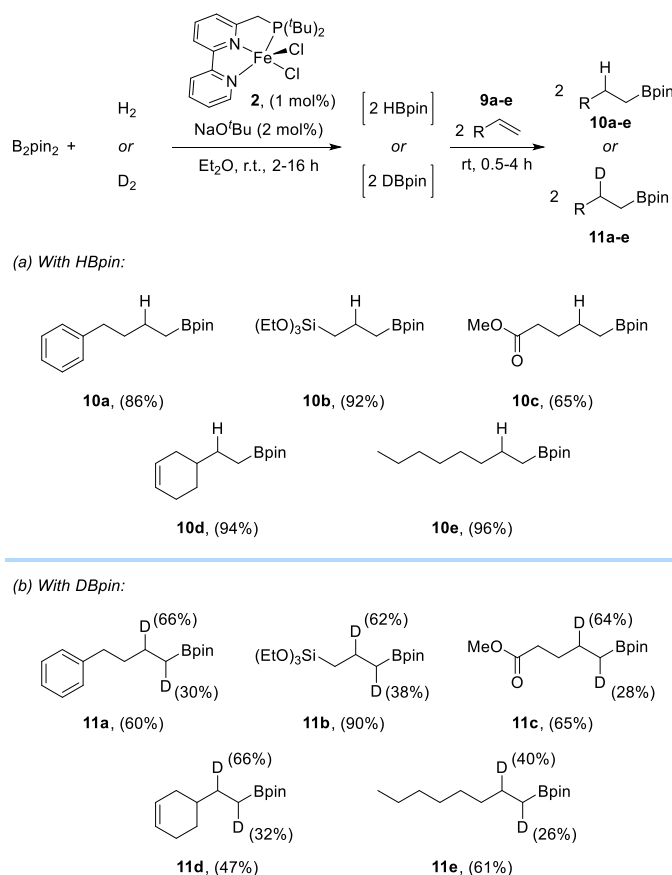 P(ᵗBu)₂
N
Fe
Cl
N
Cl
B₂pin₂ +
H₂
or
D₂
2, (1 mol%)
NaOᵗBu (2 mol%)
Et₂O, r.t., 2-16 h
2 HBpin
or
2 DBpin
9a-e
2 R
rt, 0.5-4 h
H
2 R Bpin
10a-e
or
D
2 R Bpin
11a-e
(a) With HBpin:
H
Bpin
10a, (86%)
H
(EtO)₃Si Bpin
10b, (92%)
H
MeO Bpin
O
10c, (65%)
H
Bpin
10d, (94%)
H
Bpin
10e, (96%)
(b) With DBpin:
D (66%)
Bpin
D (30%)
11a, (60%)
D (62%)
(EtO)₃Si Bpin
D (38%)
11b, (90%)
D (64%)
MeO Bpin
O D (28%)
11c, (65%)
D (66%)
Bpin
D (32%)
11d, (47%)
D (40%)
Bpin
D (26%)
11e, (61%)